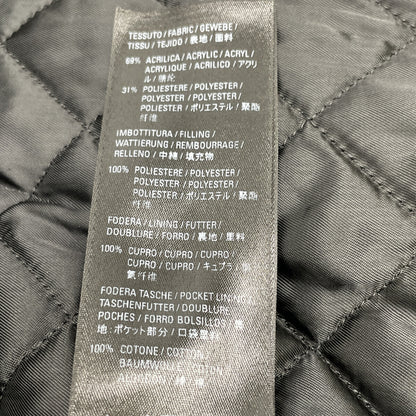 TESSUTO / FABRIC / GEWEBE /
TISSU / TEJIDO / 表地 / 面料
69% ACRILICA / ACRYLIC / ACRYL /
ACRYLIQUE / ACRILICO / アクリ
ル / 腈纶
31% POLIESTERE / POLYESTER /
POLYESTER / POLYESTER /
POLIESTER / ポリエステル / 聚酯
纤维
IMBOTTITURA / FILLING /
WATTIERUNG / REMBOURRAGE /
RELLENO / 中綿 / 填充物
100% POLIESTERE / POLYESTER /
POLYESTER / POLYESTER /
POLIESTER / ポリエステル / 聚酯
纤维
FODERA / LINING / FUTTER /
DOUBLURE / FORRO / 裏地 / 里料
100% CUPRO / CUPRO / CUPRO /
CUPRO / CUPRO / キュプラ / 铜
氨纤维
FODERA TASCHE / POCKET LINING /
TASCHENFUTTER / DOUBLURE
POCHES / FORRO BOLSILLOS / 裏
地:ポケット部分 / 口袋里料
100% COTONE / COTTON /
BAUMWOLLE